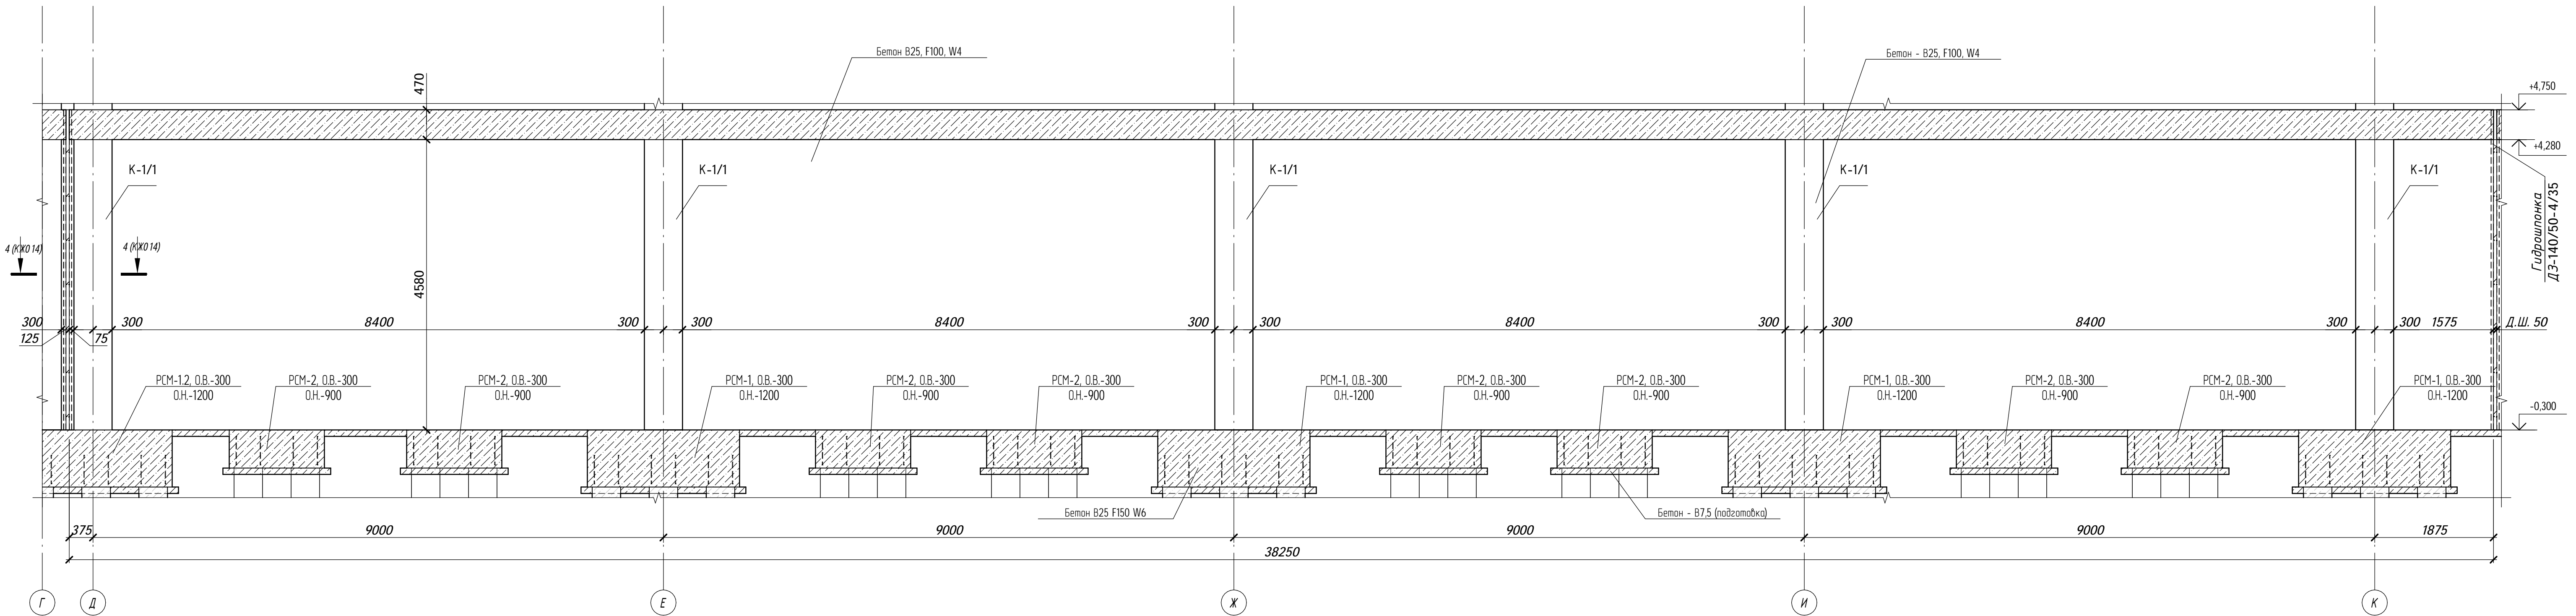 Бетон В25, F100, W4
Бетон - В25, F100, W4
470
+4,750
+4,280
К-1/1
К-1/1
К-1/1
К-1/1
К-1/1
4 (КЖ0.14)
4 (КЖ0.14)
4580
Гидрошпонка
ДЗ-140/50-4/35
300
300
8400
300
300
8400
300
300
8400
300
300
8400
300
300
1575
Д.Ш. 50
125
75
РСМ-1.2, О.В.-300
О.Н.-1200
РСМ-2, О.В.-300
О.Н.-900
РСМ-2, О.В.-300
О.Н.-900
РСМ-1, О.В.-300
О.Н.-1200
РСМ-2, О.В.-300
О.Н.-900
РСМ-2, О.В.-300
О.Н.-900
РСМ-1, О.В.-300
О.Н.-1200
РСМ-2, О.В.-300
О.Н.-900
РСМ-2, О.В.-300
О.Н.-900
РСМ-1, О.В.-300
О.Н.-1200
РСМ-2, О.В.-300
О.Н.-900
РСМ-2, О.В.-300
О.Н.-900
РСМ-1, О.В.-300
О.Н.-1200
-0,300
Бетон В25 F150 W6
Бетон - В7,5 (подготовка)
375
9000
9000
9000
9000
1875
38250
Г
Д
Е
Ж
И
К